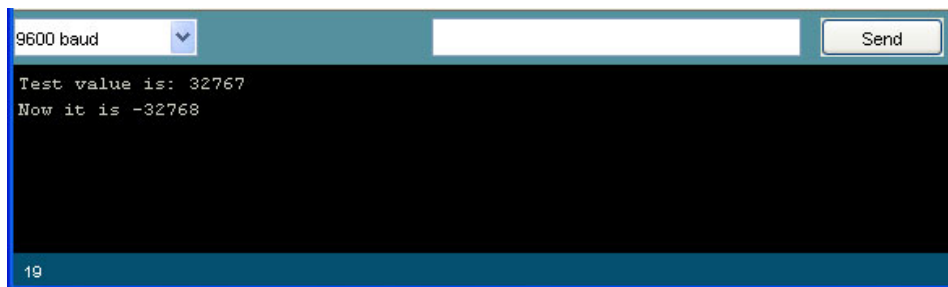 9600 baud
Send
Test value is: 32767
Now it is -32768
19